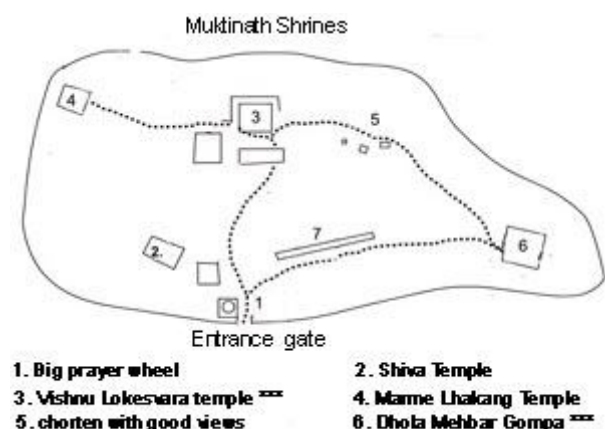 Muktinath Shrines
4
3
5
2.
7
6
1
Entrance gate
1. Big prayer wheel 2. Shiva Temple
3. Vishnu Lokesvara temple *** 4. Marme Lhakang Temple
5. chorten with good views 6. Dhola Mehbar Gompa ***